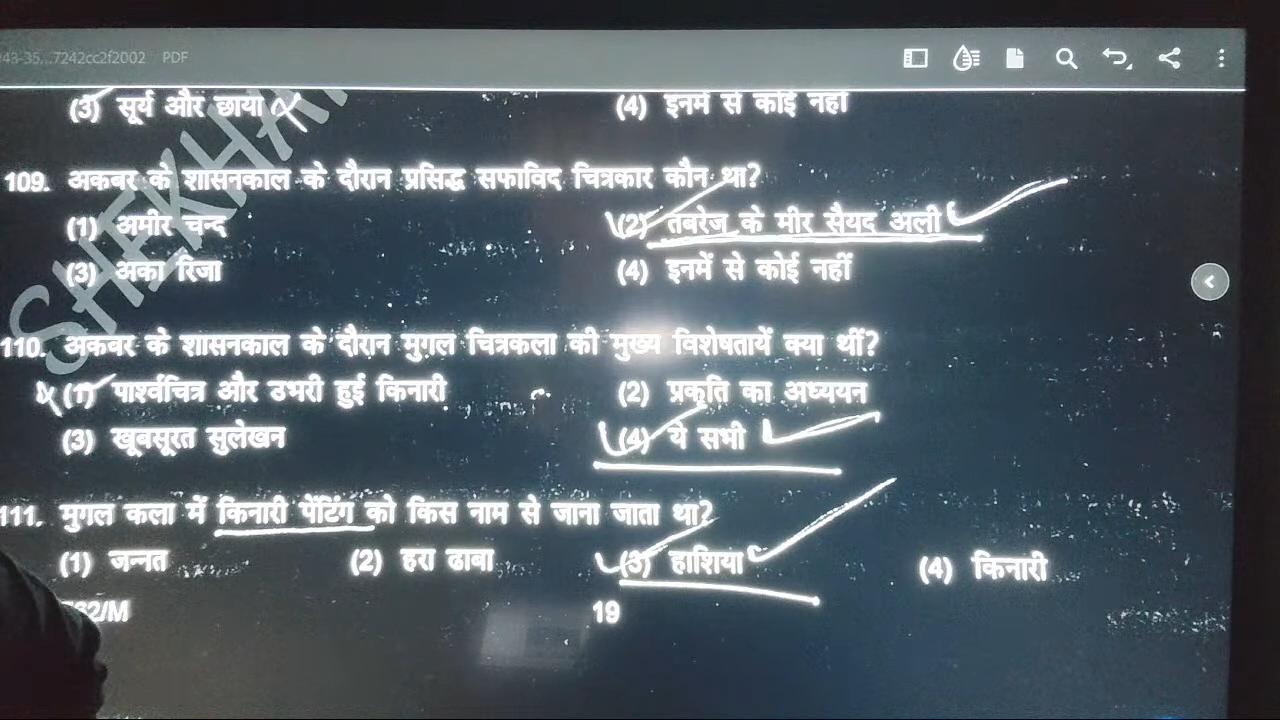 43-35...7242cc2f2002 PDF
(3) सूर्य और छाया (4) इनमें से कोई नहीं
SHEKHA
109. अकबर के शासनकाल के दौरान प्रसिद्ध सफाविद चित्रकार कौन था?
(1) अमीर चन्द (2) तबरेज के मीर सैयद अली
(3) अका रिजा (4) इनमें से कोई नहीं
110. अकबर के शासनकाल के दौरान मुगल चित्रकला की मुख्य विशेषतायें क्या थीं?
(1) पार्श्वचित्र और उभरी हुई किनारी (2) प्रकृति का अध्ययन
(3) खूबसूरत सुलेखन (4) ये सभी
111. मुगल कला में किनारी पेंटिंग को किस नाम से जाना जाता था?
(1) जन्नत (2) हरा ढाबा (3) हाशिया (4) किनारी
62/M 19